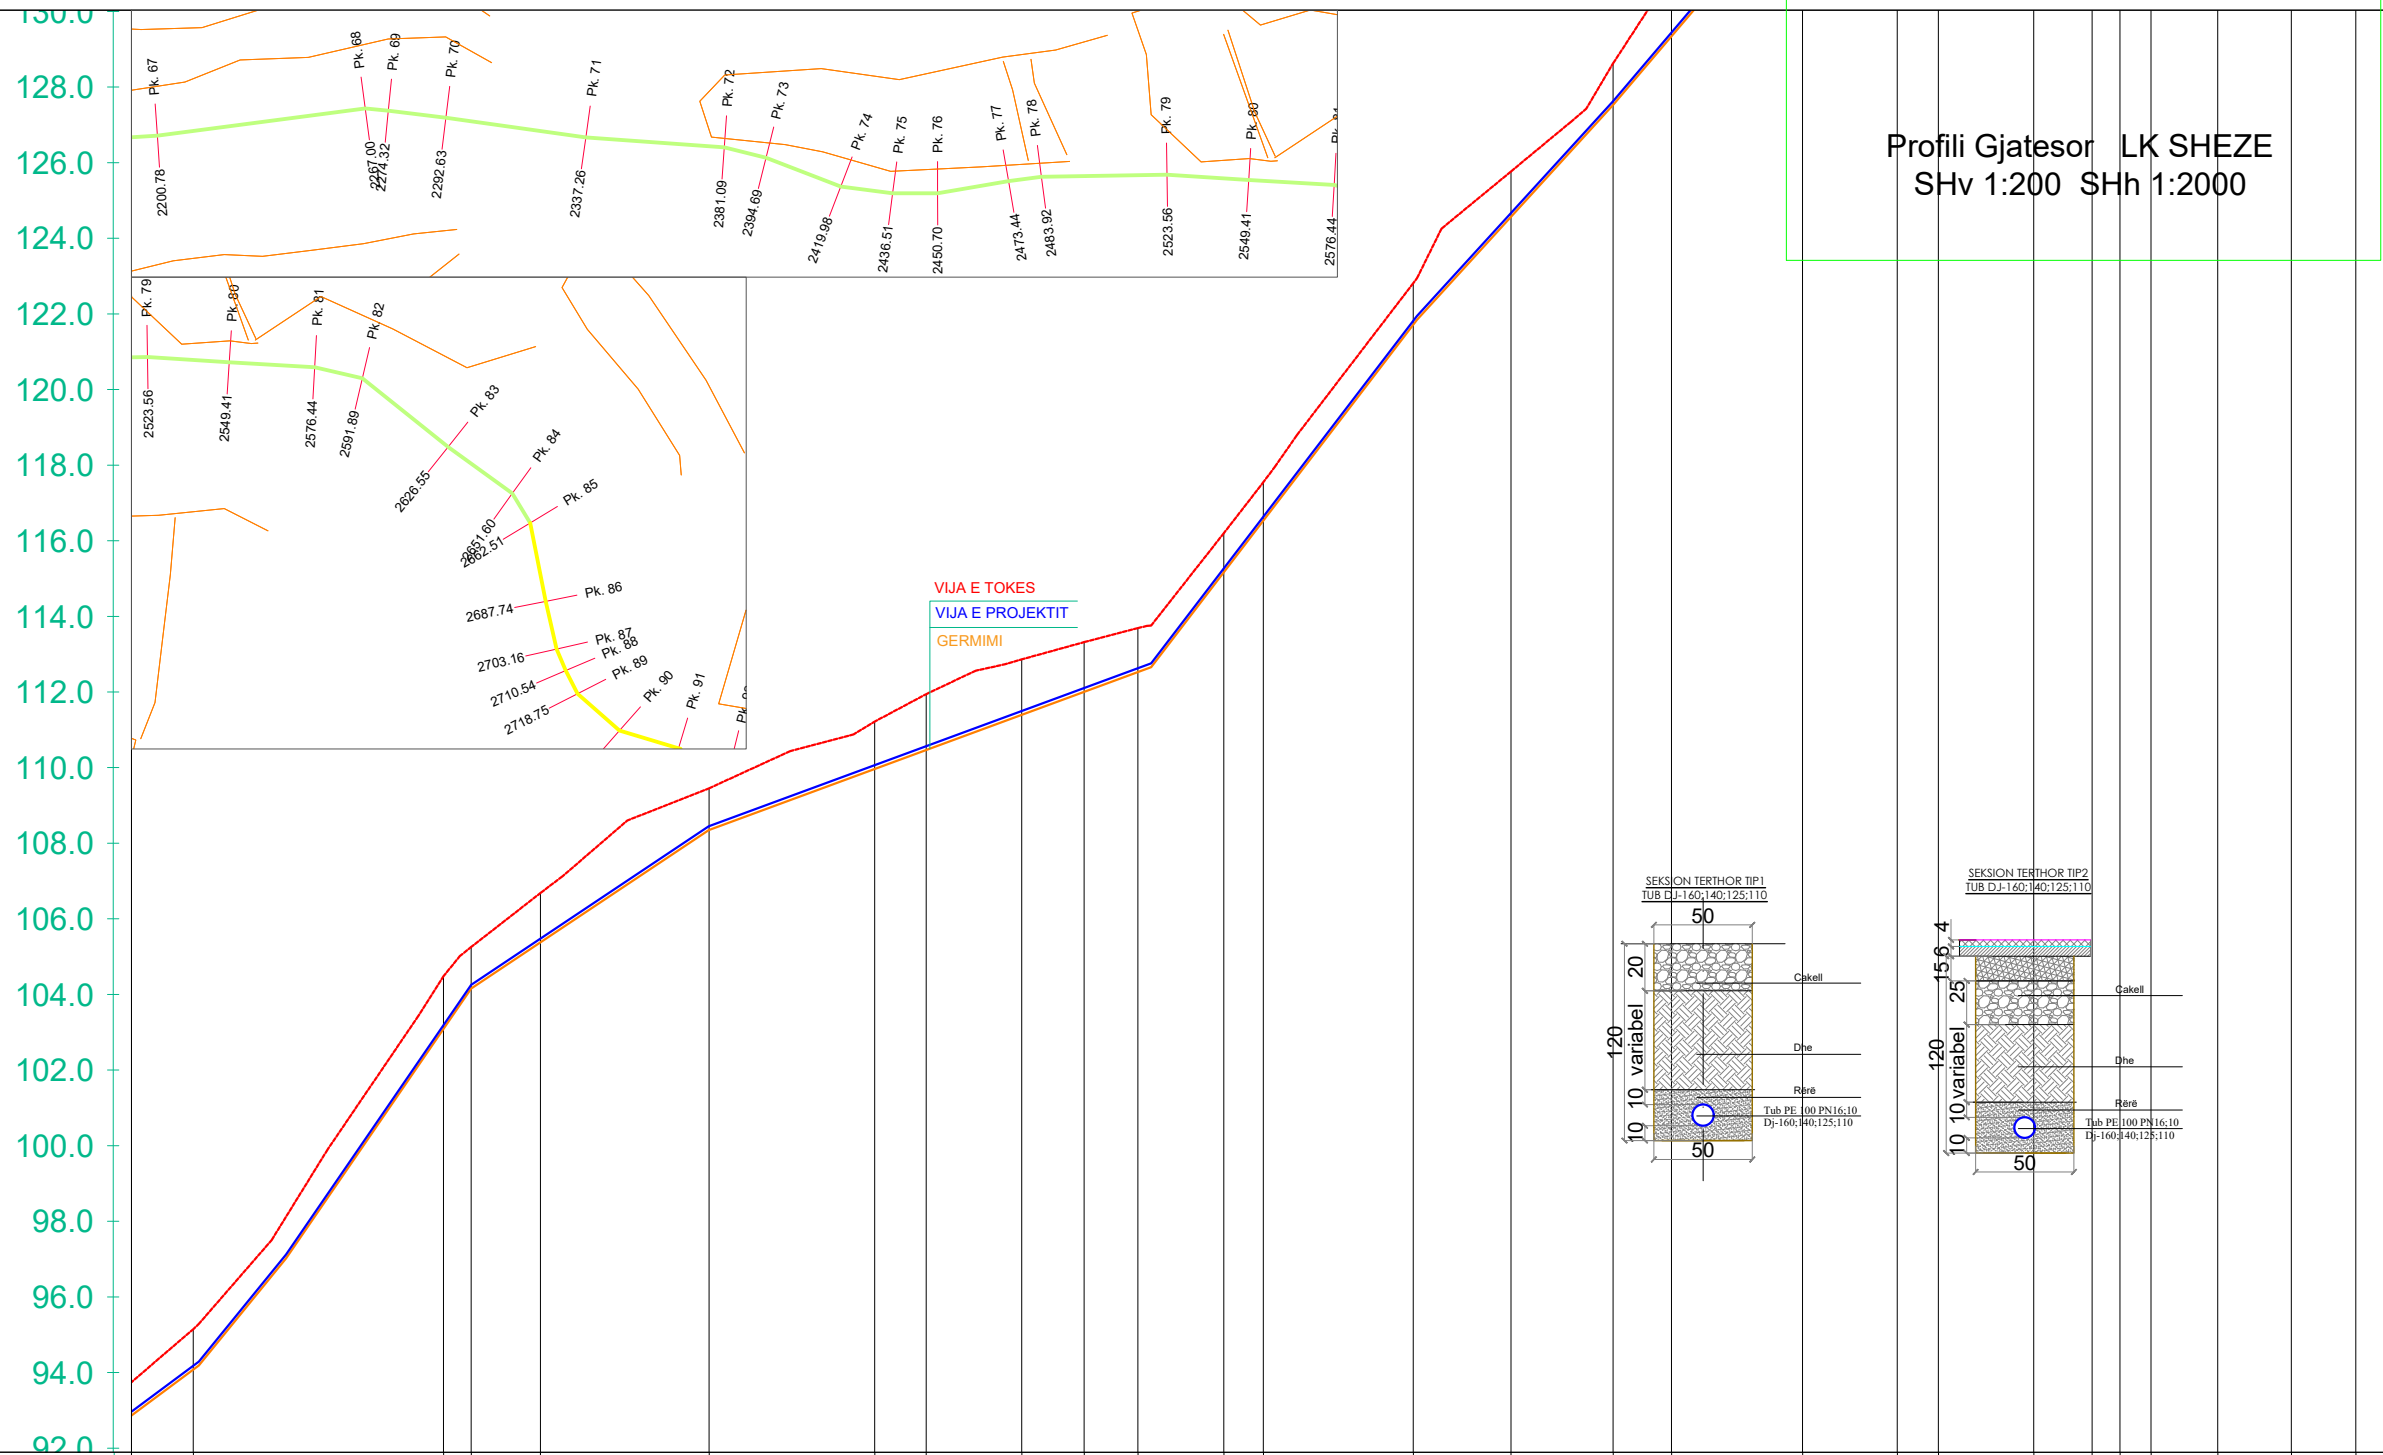 130.0
128.0
126.0
124.0
122.0
120.0
118.0
116.0
114.0
112.0
110.0
108.0
106.0
104.0
102.0
100.0
98.0
96.0
94.0
92.0
Pk. 67
Pk. 68
Pk. 69
Pk. 70
Pk. 71
Pk. 72
Pk. 73
Pk. 74
Pk. 75
Pk. 76
Pk. 77
Pk. 78
Pk. 79
Pk. 80
Pk. 81
2200.78
2267.00
2274.32
2292.63
2337.26
2381.09
2394.69
2419.98
2436.51
2450.70
2473.44
2483.92
2523.56
2549.41
2576.44
Pk. 79
Pk. 80
Pk. 81
Pk. 82
Pk. 83
Pk. 84
Pk. 85
Pk. 86
Pk. 87
Pk. 88
Pk. 89
Pk. 90
Pk. 91
2523.56
2549.41
2576.44
2591.89
2626.55
2651.60
2662.51
2687.74
2703.16
2710.54
2718.75
Profili Gjatesor LK SHEZE
SHv 1:200 SHh 1:2000
VIJA E TOKES
VIJA E PROJEKTIT
GERMIMI
SEKSION TERTHOR TIP1
TUB DJ-160;140;125;110
50
20
120
variabel
10
10
50
Cakell
Dhe
Rërë
Tub PE 100 PN16;10
Dj-160;140;125;110
SEKSION TERTHOR TIP2
TUB DJ-160;140;125;110
4
6
15
25
120
variabel
10
10
50
Cakell
Dhe
Rërë
Tub PE 100 PN16;10
Dj-160;140;125;110